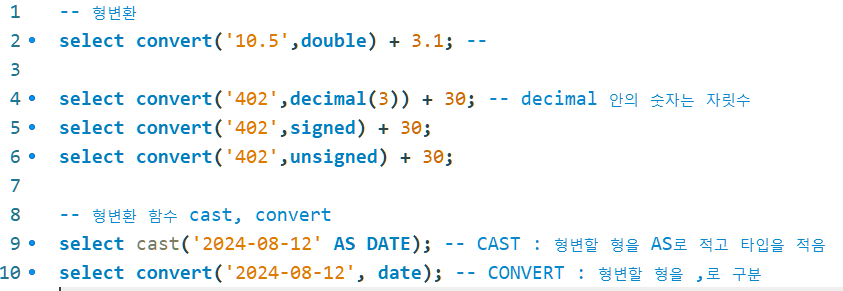 1 -- 형변환
2 select convert('10.5',double) + 3.1; --
3
4 select convert('402',decimal(3)) + 30; -- decimal 안의 숫자는 자릿수
5 select convert('402',signed) + 30;
6 select convert('402',unsigned) + 30;
7
8 -- 형변환 함수 cast, convert
9 select cast('2024-08-12' AS DATE); -- CAST : 형변할 형을 AS로 적고 타입을 적음
10 select convert('2024-08-12', date); -- CONVERT : 형변할 형을 ,로 구분